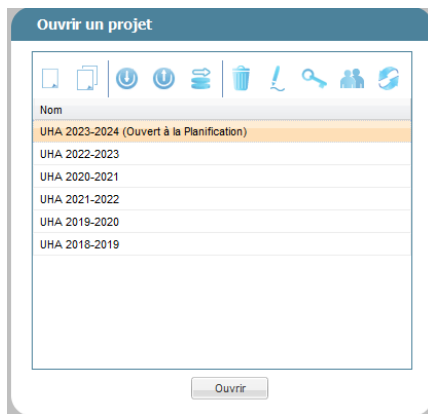 Ouvrir un projet
Nom
UHA 2023-2024 (Ouvert à la Planification)
UHA 2022-2023
UHA 2020-2021
UHA 2021-2022
UHA 2019-2020
UHA 2018-2019
Ouvrir